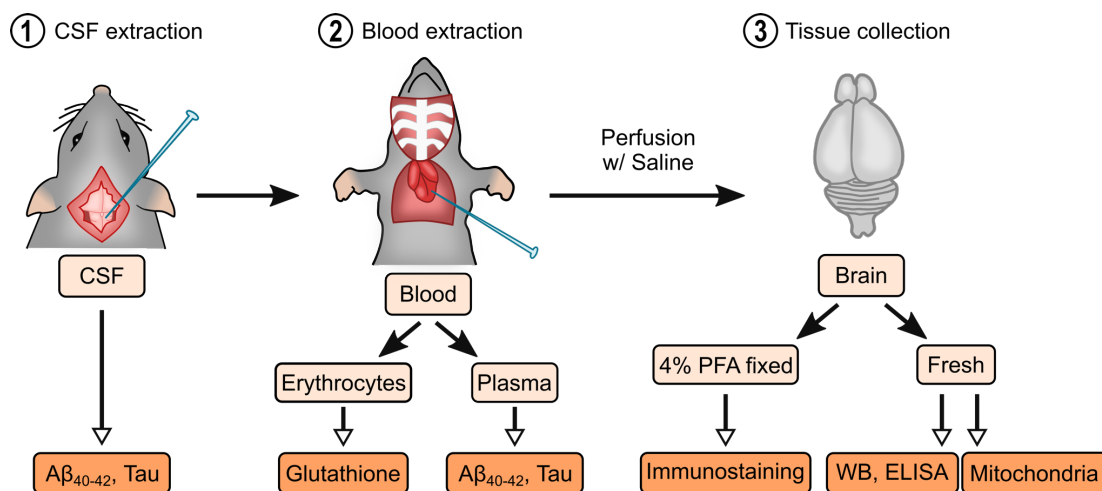 1 CSF extraction
2 Blood extraction
3 Tissue collection
Perfusion
w/ Saline
CSF
Blood
Brain
Erythrocytes
Plasma
4% PFA fixed
Fresh
Aβ40-42, Tau
Glutathione
Aβ40-42, Tau
Immunostaining
WB, ELISA
Mitochondria